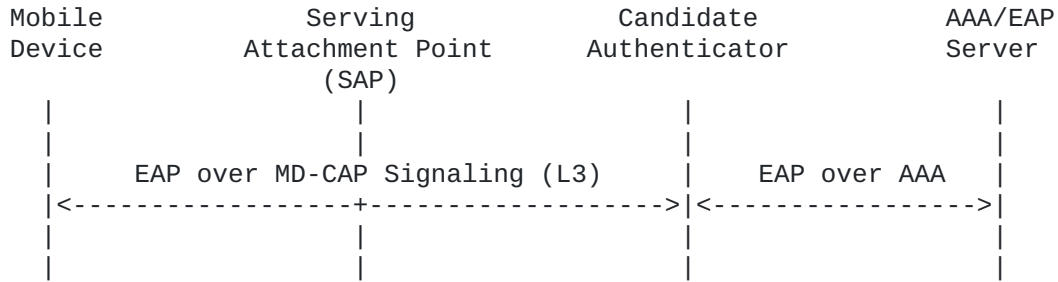 Mobile Serving Candidate AAA/EAP
Device Attachment Point Authenticator Server
(SAP)
EAP over MD-CAP Signaling (L3) EAP over AAA